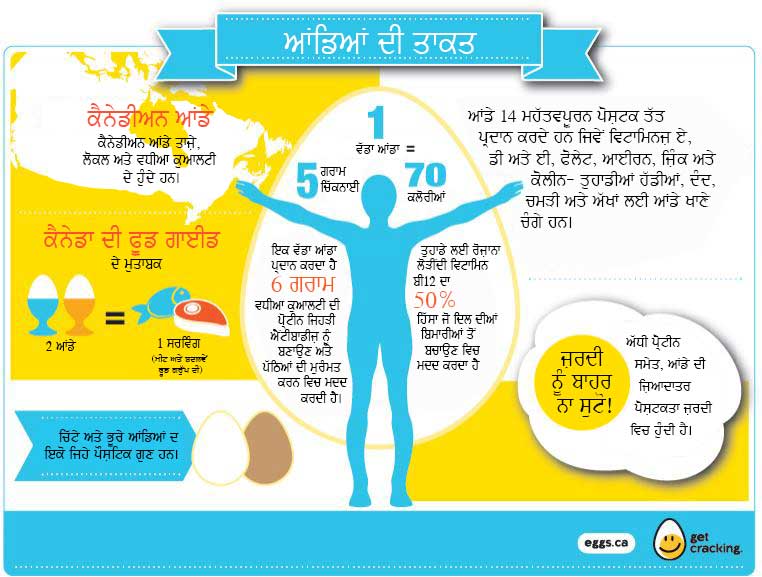 ਆਂਡਿਆਂ ਦੀ ਤਾਕਤ
ਕੈਨੇਡੀਅਨ ਆਂਡੇ
ਕੈਨੇਡੀਅਨ ਆਂਡੇ ਤਾਜ਼ੇ,
ਲੋਕਲ ਅਤੇ ਵਧੀਆ ਕੁਆਲਟੀ
ਦੇ ਹੁੰਦੇ ਹਨ।
1
ਵੱਡਾ ਆਂਡਾ =
5 ਗਰਾਮ
ਚਿੱਕਨਾਈ
70
ਕਲੋਰੀਆਂ
ਆਂਡੇ 14 ਮਹੱਤਵਪੂਰਨ ਪੋਸ਼ਟਕ ਤੱਤ
ਪ੍ਰਦਾਨ ਕਰਦੇ ਹਨ ਜਿਵੇਂ ਵਿਟਾਮਿਨਜ਼ ਏ,
ਡੀ ਅਤੇ ਈ, ਫੋਲੇਟ, ਆਈਰਨ, ਜ਼ਿੰਕ ਅਤੇ
ਕੋਲੀਨ– ਤੁਹਾਡੀਆਂ ਹੱਡੀਆਂ, ਦੰਦ,
ਚਮੜੀ ਅਤੇ ਅੱਖਾਂ ਲਈ ਆਂਡੇ ਖਾਣੇ
ਚੰਗੇ ਹਨ।
ਕੈਨੇਡਾ ਦੀ ਫੂਡ ਗਾਈਡ
ਦੇ ਮੁਤਾਬਕ
=
2 ਆਂਡੇ
1 ਸਰਵਿੰਗ
(ਮੀਟ ਅਤੇ ਬਦਲਵੇਂ
ਫੂਡ ਗਰੁੱਪ ਦੀ)
ਇਕ ਵੱਡਾ ਆਂਡਾ
ਪ੍ਰਦਾਨ ਕਰਦਾ ਹੈ
6 ਗਰਾਮ
ਵਧੀਆ ਕੁਆਲਟੀ ਦੀ
ਪ੍ਰੋਟੀਨ ਜਿਹੜੀ
ਐਂਟੀਬਾਡੀਜ਼ ਨੂੰ
ਬਣਾਉਣ ਅਤੇ
ਪੱਠਿਆਂ ਦੀ ਮੁਰੰਮਤ
ਕਰਨ ਵਿਚ ਮਦਦ
ਕਰਦੀ ਹੈ।
ਤੁਹਾਡੇ ਲਈ ਰੋਜ਼ਾਨਾ
ਲੋੜੀਂਦੀ ਵਿਟਾਮਿਨ
ਬੀ12 ਦਾ
50%
ਹਿੱਸਾ ਜੋ ਦਿਲ ਦੀਆਂ
ਬਿਮਾਰੀਆਂ ਤੋਂ
ਬਚਾਉਣ ਵਿਚ
ਮਦਦ ਕਰਦਾ ਹੈ
ਜ਼ਰਦੀ
ਨੂੰ ਬਾਹਰ
ਨਾ ਸੁਟੋ!
ਅੱਧੀ ਪ੍ਰੋਟੀਨ
ਸਮੇਤ, ਆਂਡੇ ਦੀ
ਜ਼ਿਆਦਾਤਰ
ਪੋਸ਼ਟਕਤਾ ਜ਼ਰਦੀ
ਵਿਚ ਹੁੰਦੀ ਹੈ।
ਚਿੱਟੇ ਅਤੇ ਭੂਰੇ ਆਂਡਿਆਂ ਦ
ਇਕੋ ਜਿਹੇ ਪੌਸ਼ਟਿਕ ਗੁਣ ਹਨ।
eggs.ca
get
cracking.